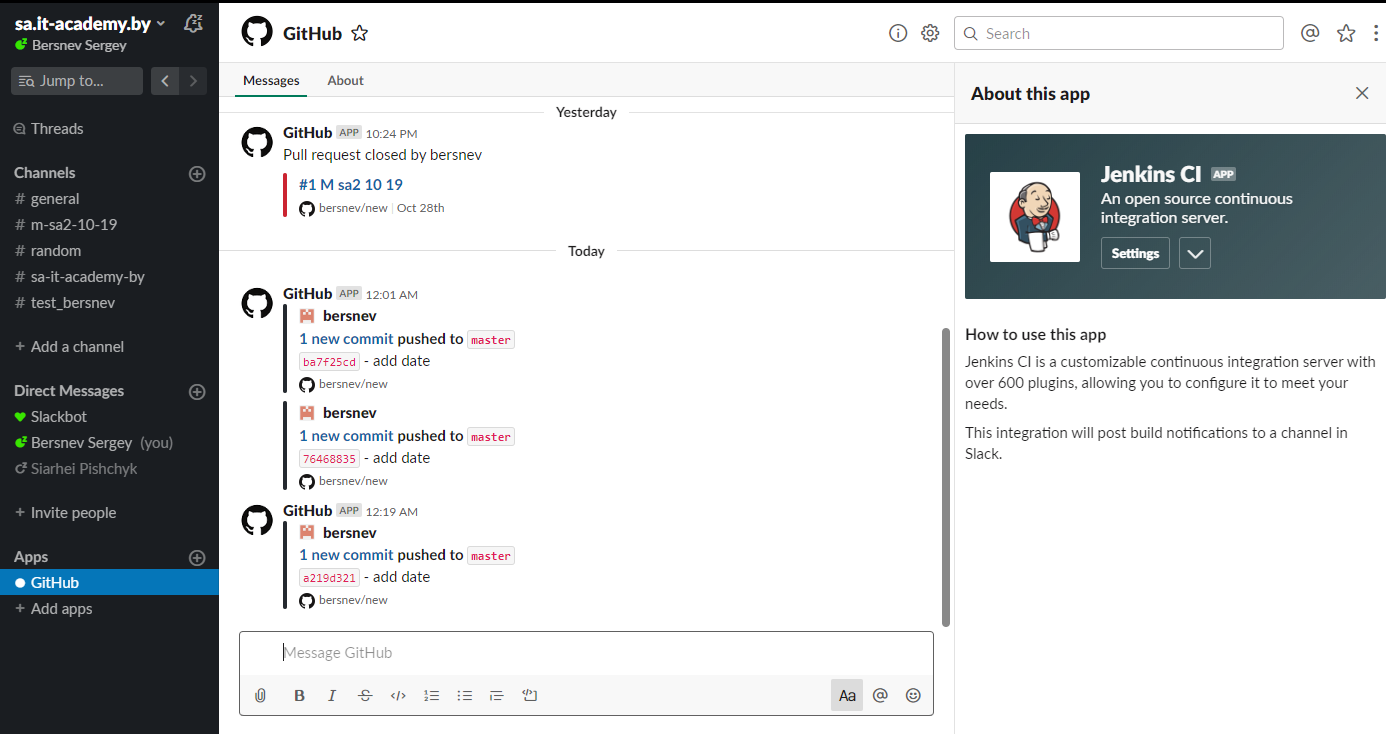 sa.it-academy.by
Bersnev Sergey
Jump to...
Threads
Channels
# general
# m-sa2-10-19
# random
# sa-it-academy-by
# test_bersnev
+ Add a channel
Direct Messages
Slackbot
Bersnev Sergey (you)
Siarhei Pishchyk
+ Invite people
Apps
GitHub
+ Add apps
GitHub
Search
Messages About
Yesterday
GitHub APP 10:24 PM
Pull request closed by bersnev
#1 M sa2 10 19
bersnev/new | Oct 28th
Today
GitHub APP 12:01 AM
bersnev
1 new commit pushed to master
ba7f25cd - add date
bersnev/new
bersnev
1 new commit pushed to master
76468835 - add date
bersnev/new
GitHub APP 12:19 AM
bersnev
1 new commit pushed to master
a219d321 - add date
bersnev/new
Message GitHub
B I Aa @
About this app
Jenkins CI APP
An open source continuous
integration server.
Settings
How to use this app
Jenkins CI is a customizable continuous integration server with
over 600 plugins, allowing you to configure it to meet your
needs.
This integration will post build notifications to a channel in
Slack.